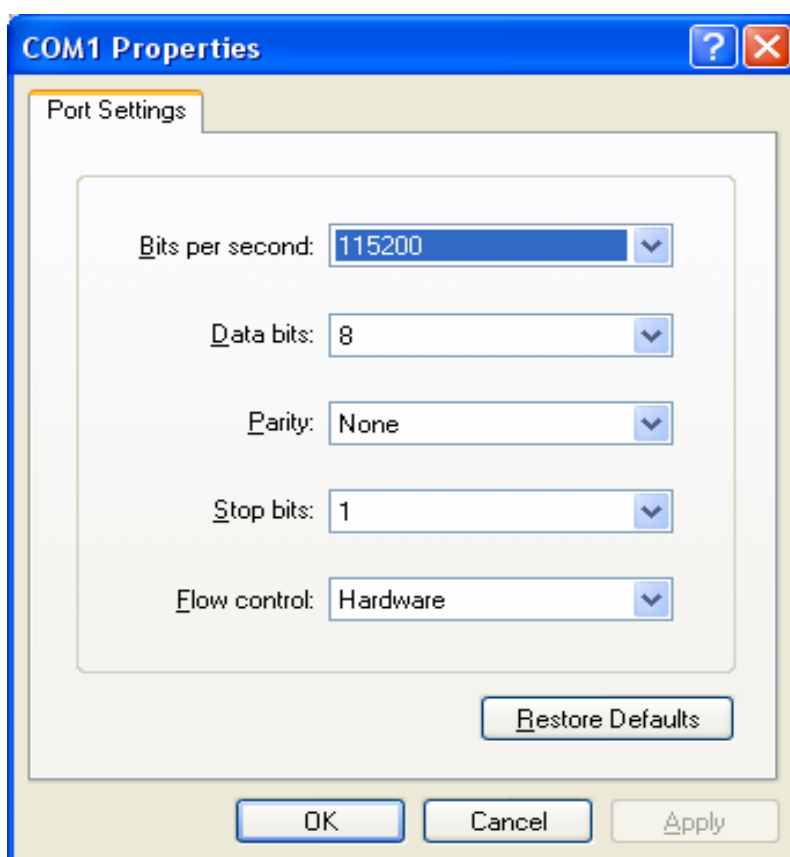 COM1 Properties
Port Settings
Bits per second: 115200
Data bits: 8
Parity: None
Stop bits: 1
Flow control: Hardware
Restore Defaults
OK Cancel Apply